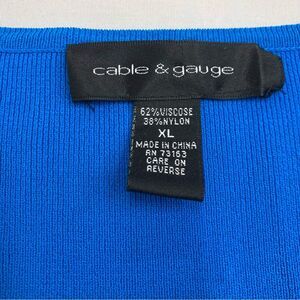 cable & gauge
62%VISCOSE
38%NYLON
XL
MADE IN CHINA
RN 73163
CARE ON
REVERSE